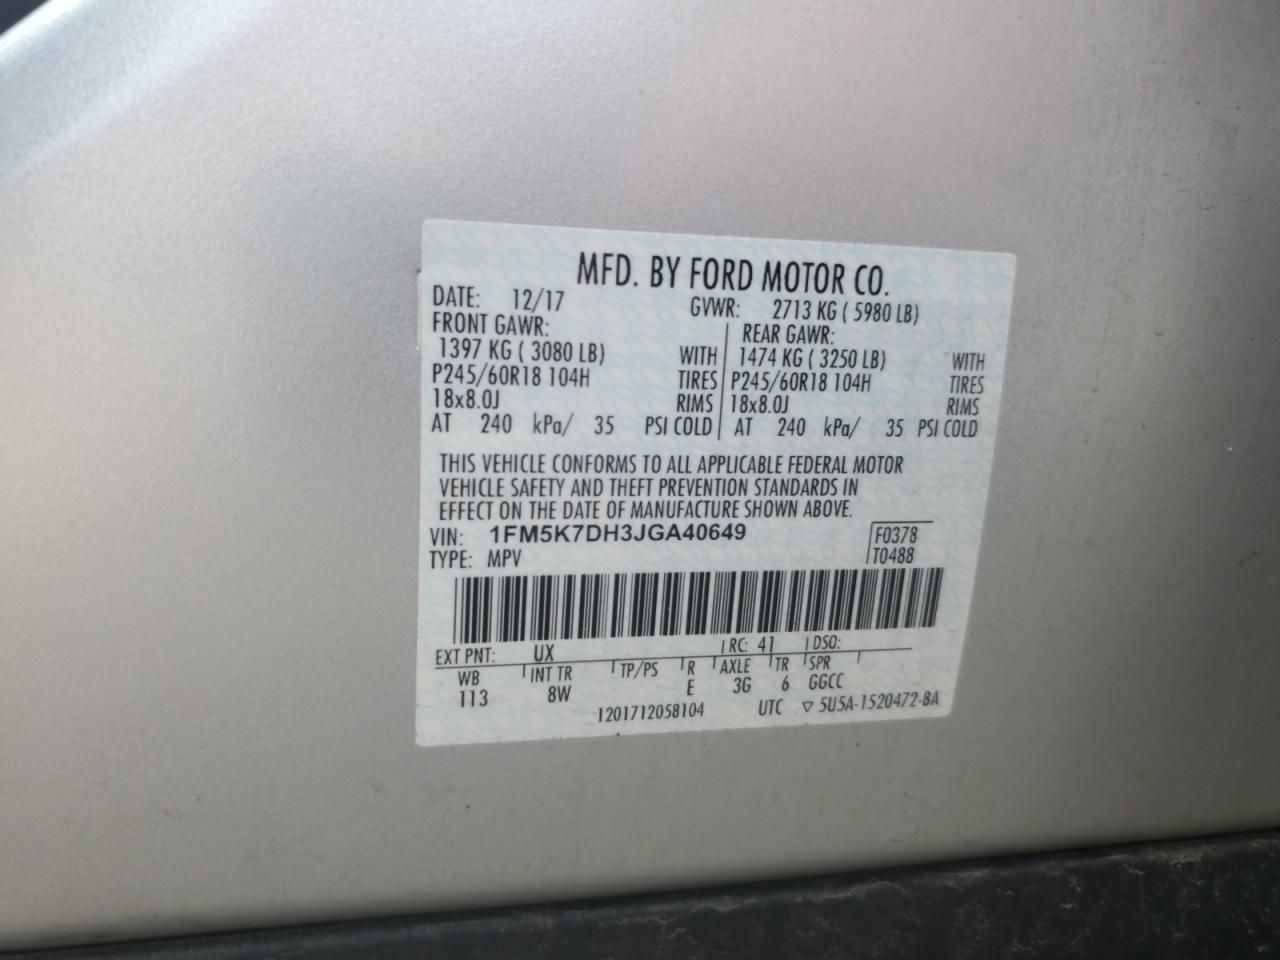 MFD. BY FORD MOTOR CO.
DATE: 12/17 GVWR: 2713 KG ( 5980 LB)
FRONT GAWR: REAR GAWR:
1397 KG ( 3080 LB) WITH 1474 KG ( 3250 LB) WITH
P245/60R18 104H TIRES P245/60R18 104H TIRES
18x8.0J RIMS 18x8.0J RIMS
AT 240 kPa/ 35 PSI COLD AT 240 kPa/ 35 PSI COLD
THIS VEHICLE CONFORMS TO ALL APPLICABLE FEDERAL MOTOR
VEHICLE SAFETY AND THEFT PREVENTION STANDARDS IN
EFFECT ON THE DATE OF MANUFACTURE SHOWN ABOVE.
VIN: 1FM5K7DH3JGA40649 F0378
TYPE: MPV T0488
EXT PNT: UX RC: 41 DSO:
WB INT TR TP/PS R AXLE TR SPR
113 8W E 3G 6 GGCC
1201712058104 UTC ▽ 5U5A-1520472-BA